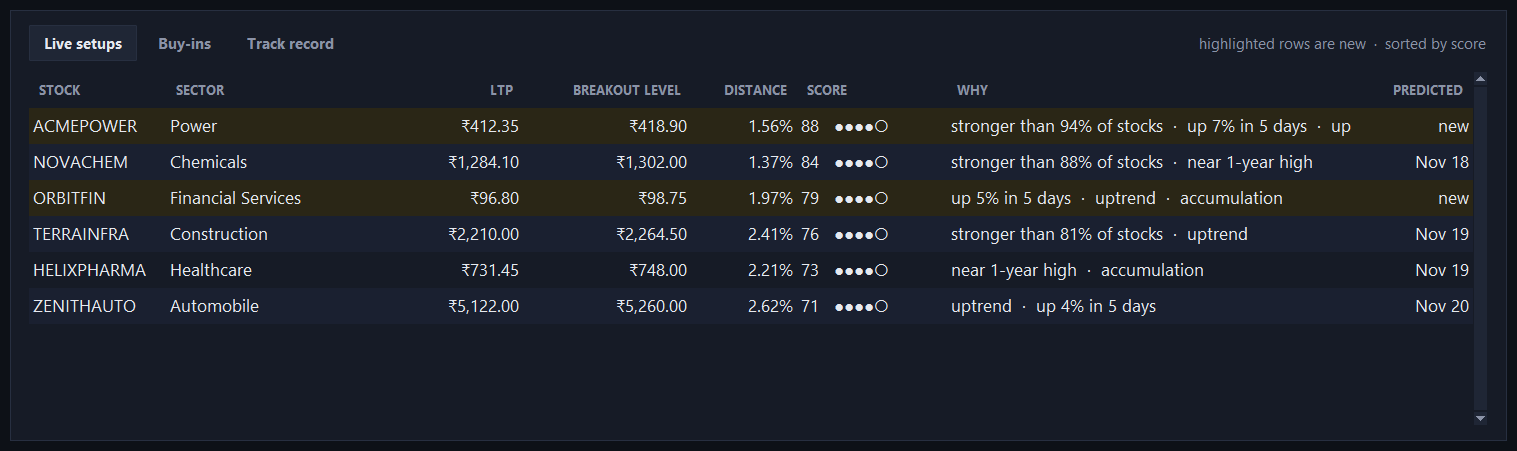 Live setups Buy-ins Track record highlighted rows are new · sorted by score
STOCK SECTOR LTP BREAKOUT LEVEL DISTANCE SCORE WHY PREDICTED
ACMEPOWER Power ₹412.35 ₹418.90 1.56% 88 ●●●●○ stronger than 94% of stocks · up 7% in 5 days · up new
NOVACHEM Chemicals ₹1,284.10 ₹1,302.00 1.37% 84 ●●●●○ stronger than 88% of stocks · near 1-year high Nov 18
ORBITFIN Financial Services ₹96.80 ₹98.75 1.97% 79 ●●●●○ up 5% in 5 days · uptrend · accumulation new
TERRAINFRA Construction ₹2,210.00 ₹2,264.50 2.41% 76 ●●●●○ stronger than 81% of stocks · uptrend Nov 19
HELIXPHARMA Healthcare ₹731.45 ₹748.00 2.21% 73 ●●●●○ near 1-year high · accumulation Nov 19
ZENITHAUTO Automobile ₹5,122.00 ₹5,260.00 2.62% 71 ●●●●○ uptrend · up 4% in 5 days Nov 20